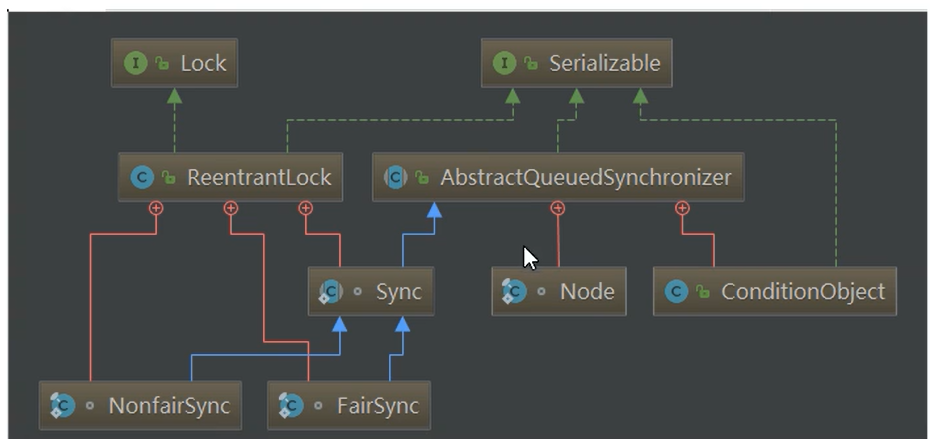 I Lock
I Serializable
C ReentrantLock
C AbstractQueuedSynchronizer
C Sync
C Node
C ConditionObject
C NonfairSync
C FairSync